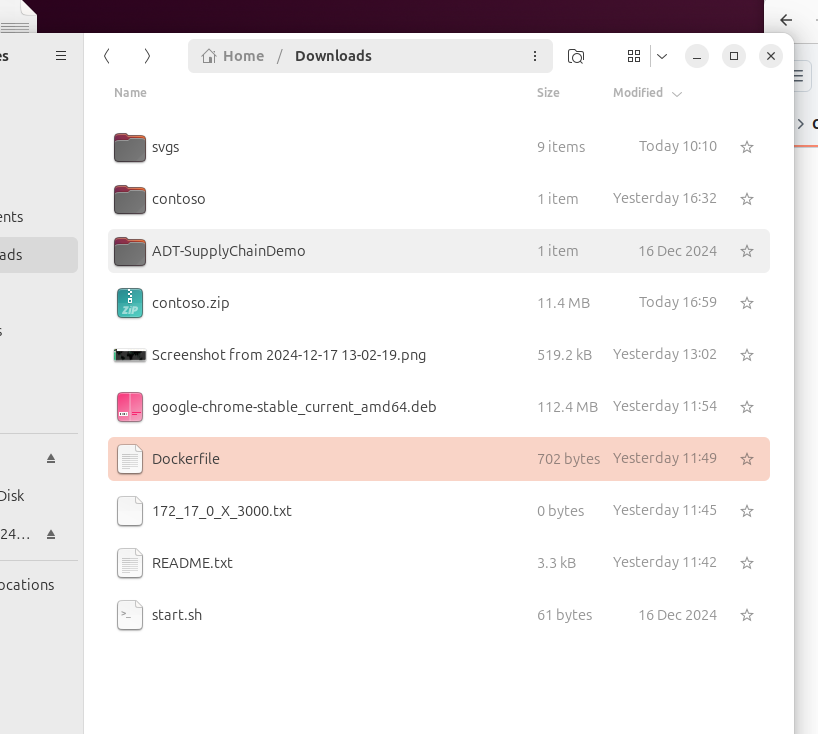 Home / Downloads
Name Size Modified
svgs 9 items Today 10:10
contoso 1 item Yesterday 16:32
ents
ADT-SupplyChainDemo 1 item 16 Dec 2024
ads
contoso.zip 11.4 MB Today 16:59
Screenshot from 2024-12-17 13-02-19.png 519.2 kB Yesterday 13:02
google-chrome-stable_current_amd64.deb 112.4 MB Yesterday 11:54
Dockerfile 702 bytes Yesterday 11:49
Disk
172_17_0_X_3000.txt 0 bytes Yesterday 11:45
24...
README.txt 3.3 kB Yesterday 11:42
ocations
start.sh 61 bytes 16 Dec 2024